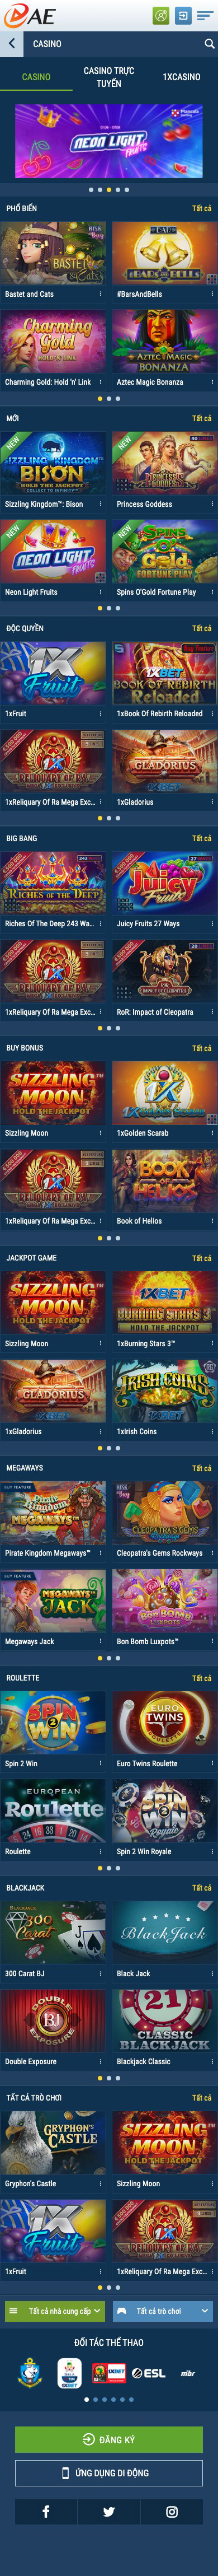 AE
CASINO
CASINO
CASINO TRỰC TUYẾN
1XCASINO
NEON LIGHT
FRUITS
PHỔ BIẾN
Tất cả
Bastet and Cats
#BarsAndBells
Charming Gold: Hold 'n' Link
Aztec Magic Bonanza
MỚI
Tất cả
Sizzling Kingdom™: Bison
Princess Goddess
Neon Light Fruits
Spins O'Gold Fortune Play
ĐỘC QUYỀN
Tất cả
1xFruit
1xBook Of Rebirth Reloaded
1xReliquary Of Ra Mega Exc...
1xGladorius
BIG BANG
Tất cả
Riches Of The Deep 243 Wa...
Juicy Fruits 27 Ways
1xReliquary Of Ra Mega Exc...
RoR: Impact of Cleopatra
BUY BONUS
Tất cả
Sizzling Moon
1xGolden Scarab
1xReliquary Of Ra Mega Exc...
Book of Helios
JACKPOT GAME
Tất cả
Sizzling Moon
1xBurning Stars 3™
1xGladorius
1xIrish Coins
MEGAWAYS
Tất cả
Pirate Kingdom Megaways™
Cleopatra's Gems Rockways
Megaways Jack
Bon Bomb Luxpots™
ROULETTE
Tất cả
Spin 2 Win
Euro Twins Roulette
Roulette
Spin 2 Win Royale
BLACKJACK
Tất cả
300 Carat BJ
Black Jack
Double Exposure
Blackjack Classic
TẤT CẢ TRÒ CHƠI
Tất cả
Gryphon's Castle
Sizzling Moon
1xFruit
1xReliquary Of Ra Mega Exc...
Tất cả nhà cung cấp
Tất cả trò chơi
ĐỐI TÁC THỂ THAO
1XBET
ESL
mibr
ĐĂNG KÝ
ỨNG DỤNG DI ĐỘNG